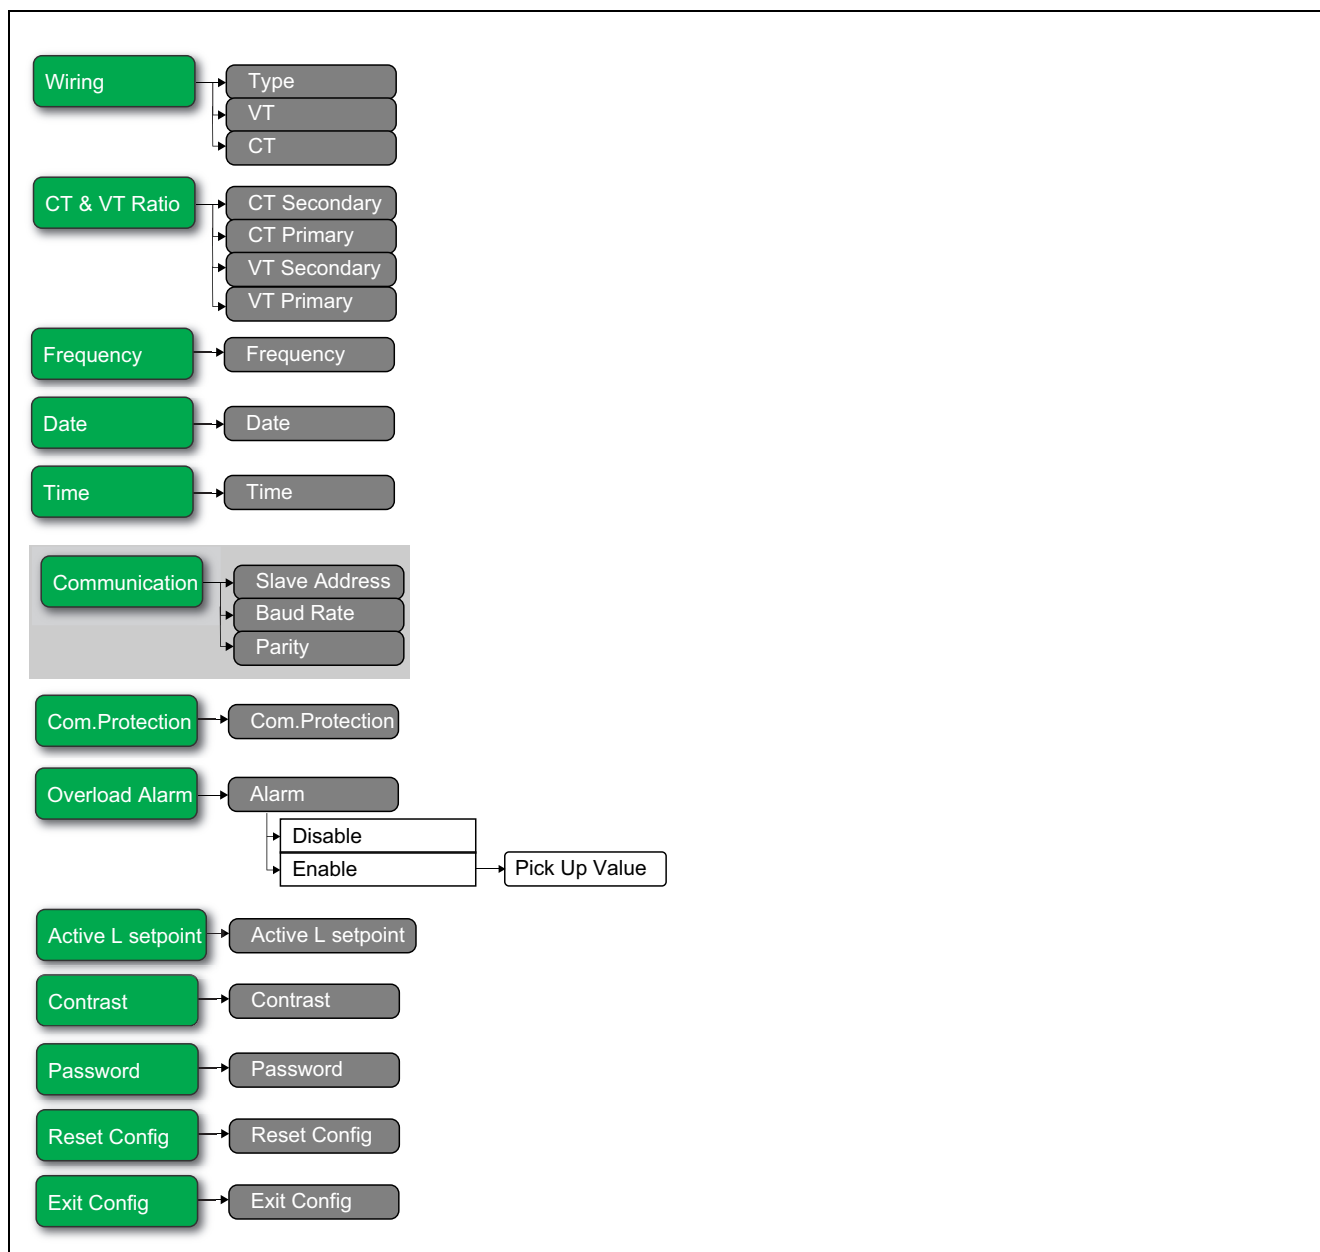 Wiring
Type
VT
CT
CT & VT Ratio
CT Secondary
CT Primary
VT Secondary
VT Primary
Frequency
Frequency
Date
Date
Time
Time
Communication
Slave Address
Baud Rate
Parity
Com.Protection
Com.Protection
Overload Alarm
Alarm
Disable
Enable
Pick Up Value
Active L setpoint
Active L setpoint
Contrast
Contrast
Password
Password
Reset Config
Reset Config
Exit Config
Exit Config